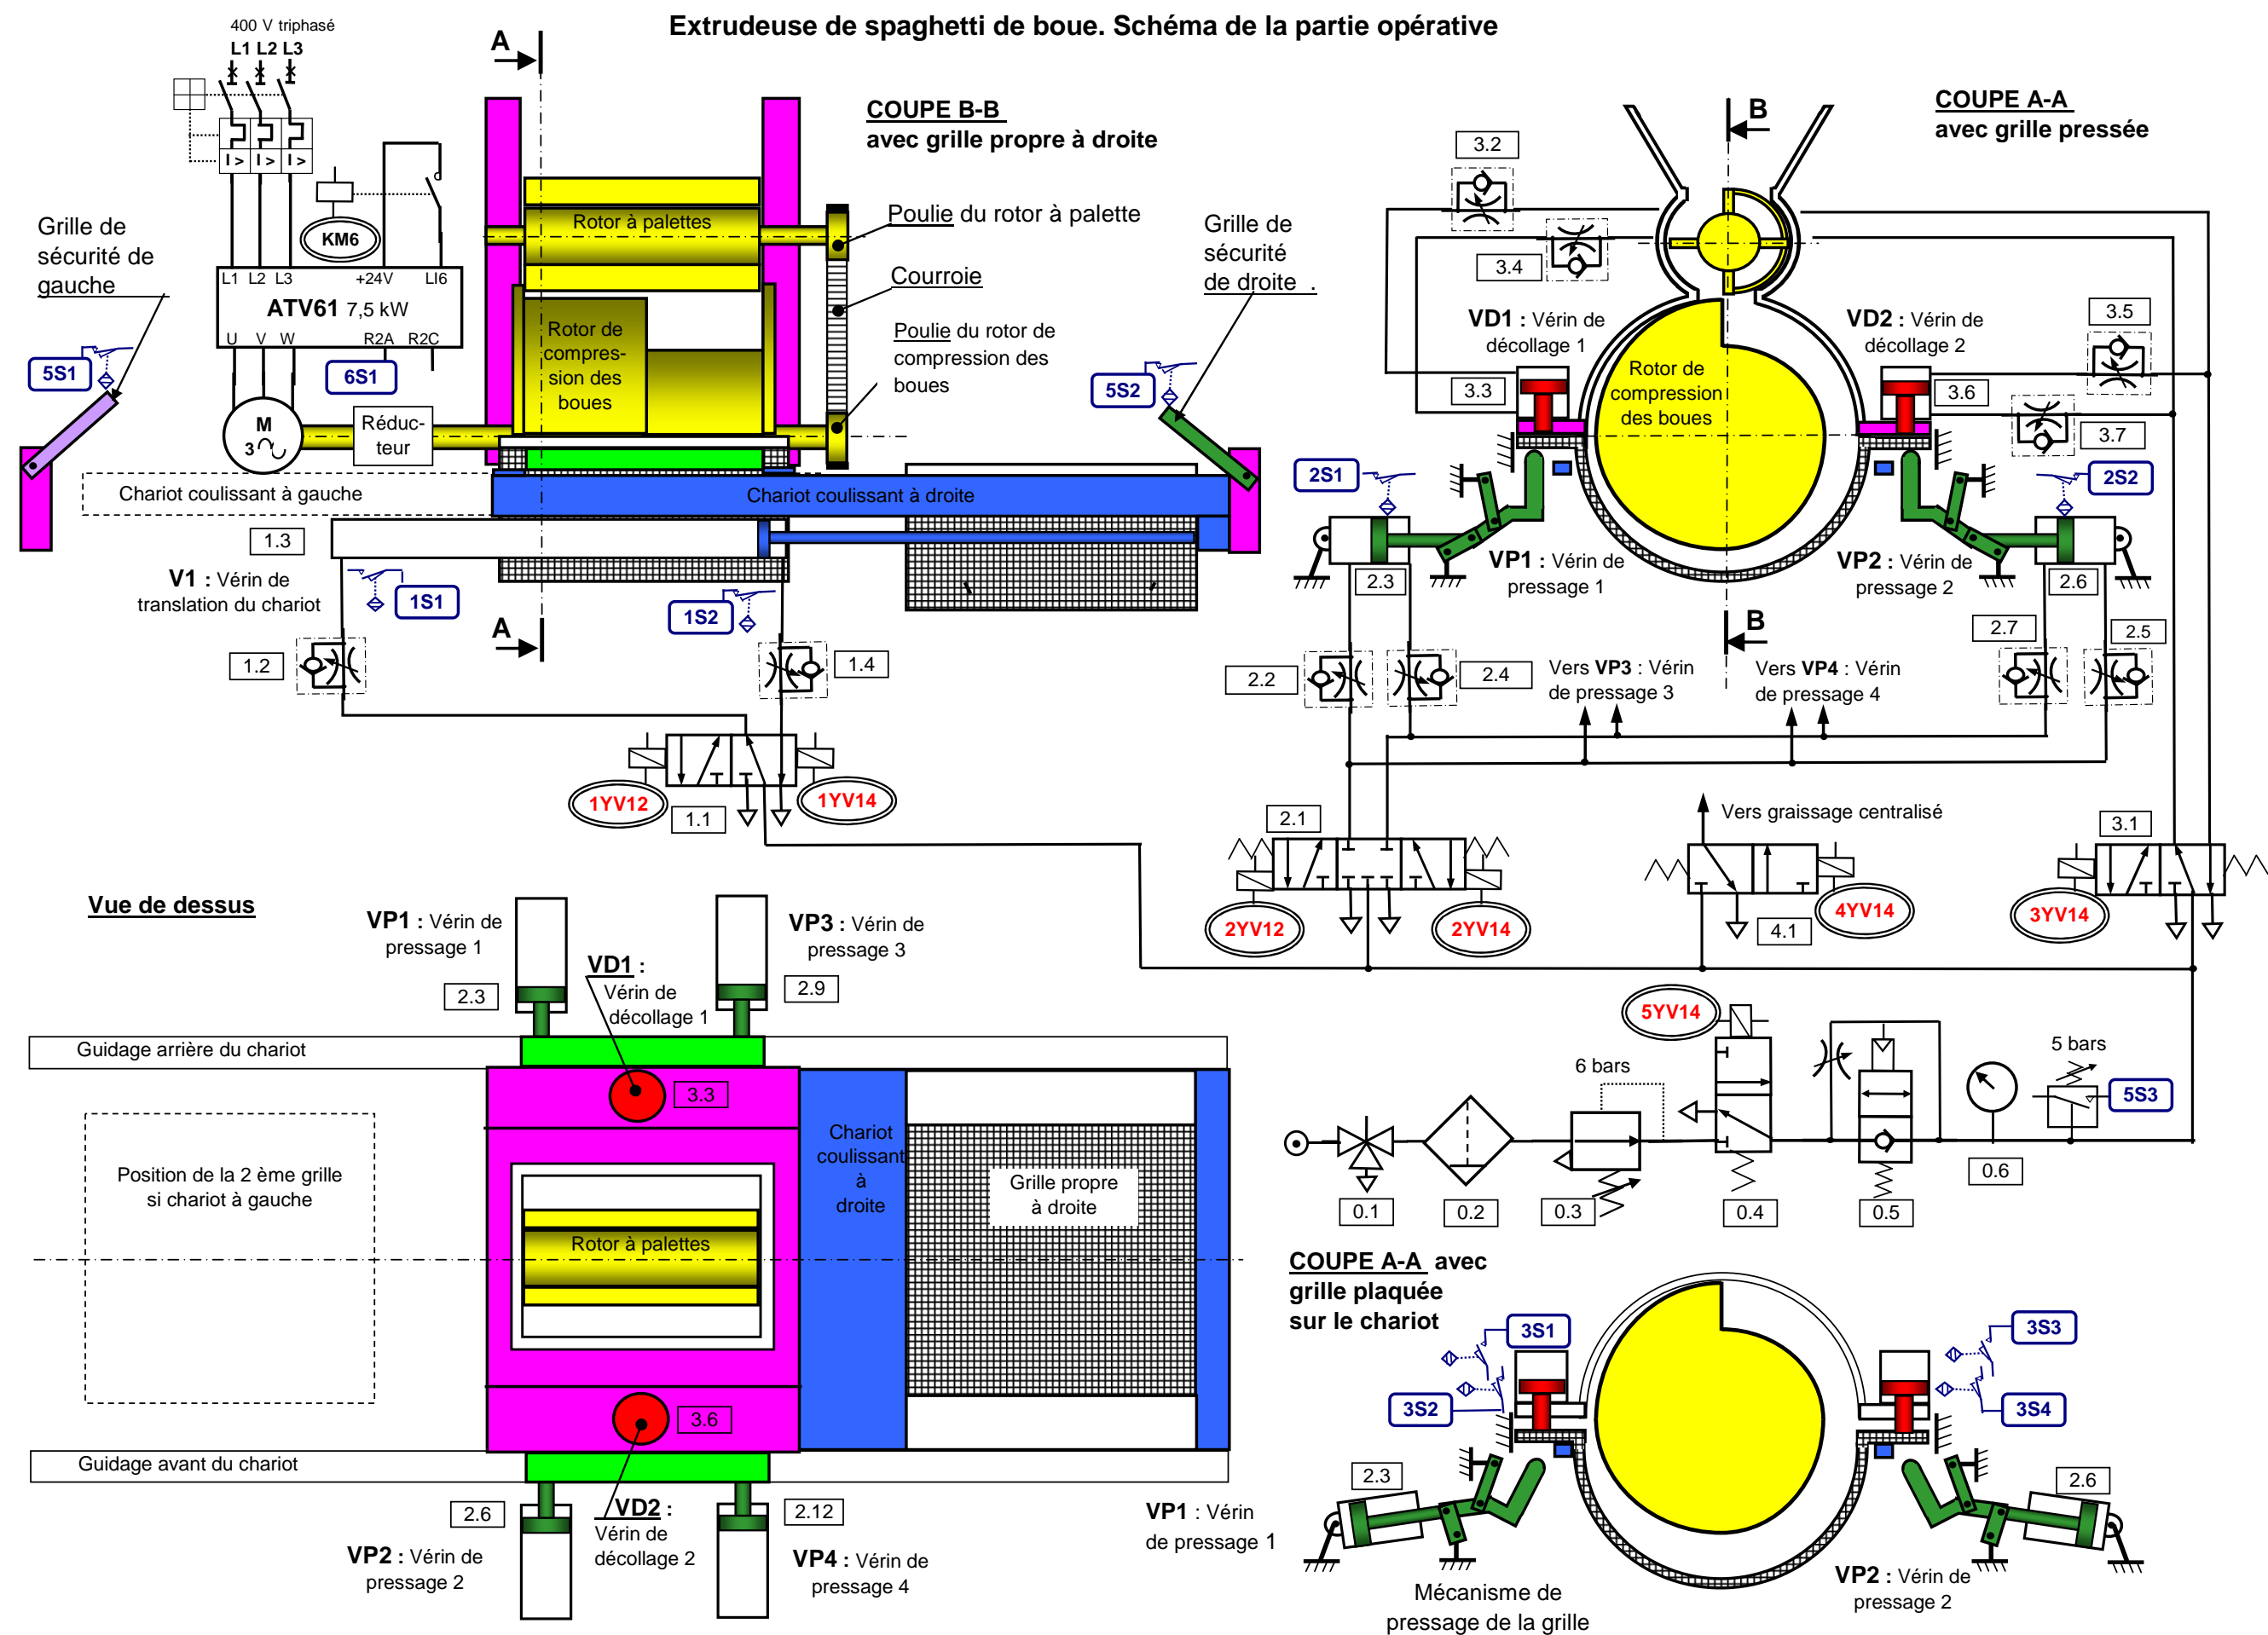 Extrudeuse de spaghetti de boue. Schéma de la partie opérative
400 V triphasé
L1 L2 L3
I > I > I >
KM6
L1 L2 L3 +24V LI6
ATV61 7,5 kW
U V W R2A R2C
6S1
Grille de
sécurité de
gauche
5S1
M
3
Réduc-
teur
A
COUPE B-B
avec grille propre à droite
Rotor à palettes
Rotor de
compres-
sion des
boues
Poulie du rotor à palette
Courroie
Poulie du rotor de
compression des
boues
Grille de
sécurité
de droite .
5S2
Chariot coulissant à gauche
Chariot coulissant à droite
1.3
V1 : Vérin de
translation du chariot
1S1
1S2
A
1.2
1.4
1YV12
1.1
1YV14
COUPE A-A
avec grille pressée
B
3.2
3.4
VD1 : Vérin de
décollage 1
VD2 : Vérin de
décollage 2
3.5
3.3
Rotor de
compression
des boues
3.6
3.7
2S1
2S2
2.3
VP1 : Vérin de
pressage 1
VP2 : Vérin de
pressage 2
2.6
B
2.2
2.4
Vers VP3 : Vérin
de pressage 3
Vers VP4 : Vérin
de pressage 4
2.7
2.5
2.1
2YV12
2YV14
Vers graissage centralisé
4YV14
4.1
3.1
3YV14
5YV14
6 bars
5 bars
5S3
0.1
0.2
0.3
0.4
0.5
0.6
Vue de dessus
VP1 : Vérin de
pressage 1
2.3
VD1 :
Vérin de
décollage 1
VP3 : Vérin de
pressage 3
2.9
Guidage arrière du chariot
3.3
Position de la 2 ème grille
si chariot à gauche
Rotor à palettes
Chariot
coulissant
à
droite
Grille propre
à droite
3.6
Guidage avant du chariot
2.6
VP2 : Vérin de
pressage 2
VD2 :
Vérin de
décollage 2
2.12
VP4 : Vérin de
pressage 4
COUPE A-A avec
grille plaquée
sur le chariot
3S1
3S2
3S3
3S4
2.3
2.6
VP1 : Vérin
de pressage 1
Mécanisme de
pressage de la grille
VP2 : Vérin de
pressage 2